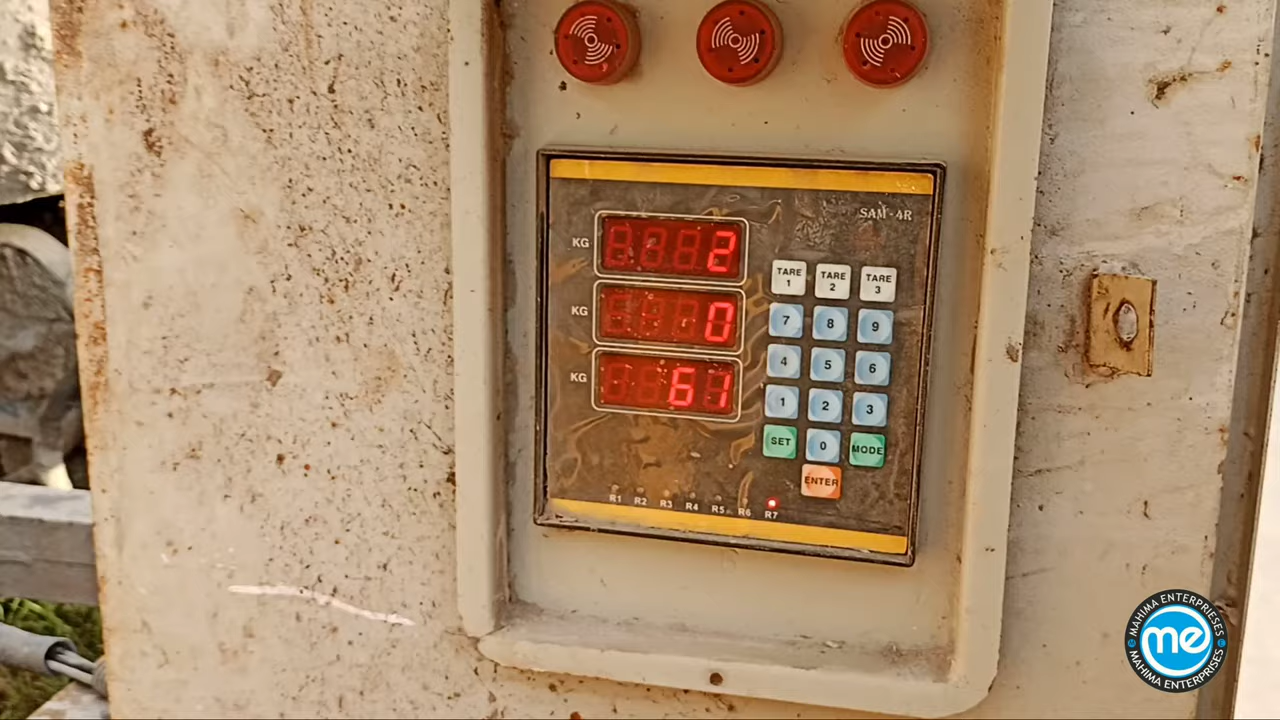 SAM-4R
KG 2
KG 0
KG 61
TARE 1 TARE 2 TARE 3
7 8 9
4 5 6
1 2 3
SET 0 MODE
ENTER
R1 R2 R3 R4 R5 R6 R7
MAHIMA ENTERPRISES
me
MAHIMA ENTERPRISES